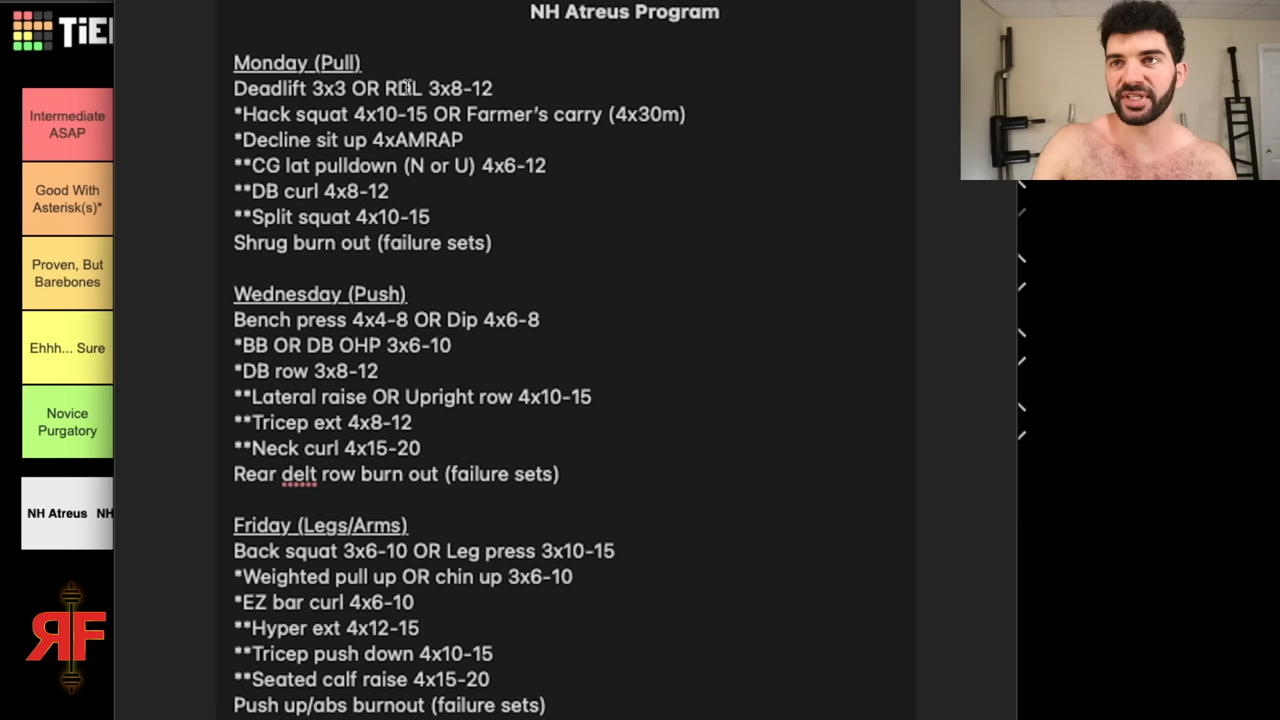 NH Atreus Program
TiE
Monday (Pull)
Deadlift 3x3 OR RDL 3x8-12
*Hack squat 4x10-15 OR Farmer's carry (4x30m)
*Decline sit up 4xAMRAP
**CG lat pulldown (N or U) 4x6-12
**DB curl 4x8-12
**Split squat 4x10-15
Shrug burn out (failure sets)
Wednesday (Push)
Bench press 4x4-8 OR Dip 4x6-8
*BB OR DB OHP 3x6-10
*DB row 3x8-12
**Lateral raise OR Upright row 4x10-15
**Tricep ext 4x8-12
**Neck curl 4x15-20
Rear delt row burn out (failure sets)
Friday (Legs/Arms)
Back squat 3x6-10 OR Leg press 3x10-15
*Weighted pull up OR chin up 3x6-10
*EZ bar curl 4x6-10
**Hyper ext 4x12-15
**Tricep push down 4x10-15
**Seated calf raise 4x15-20
Push up/abs burnout (failure sets)
Intermediate
ASAP
Good With
Asterisk(s)*
Proven, But
Barebones
Ehhh... Sure
Novice
Purgatory
NH Atreus NH
RF